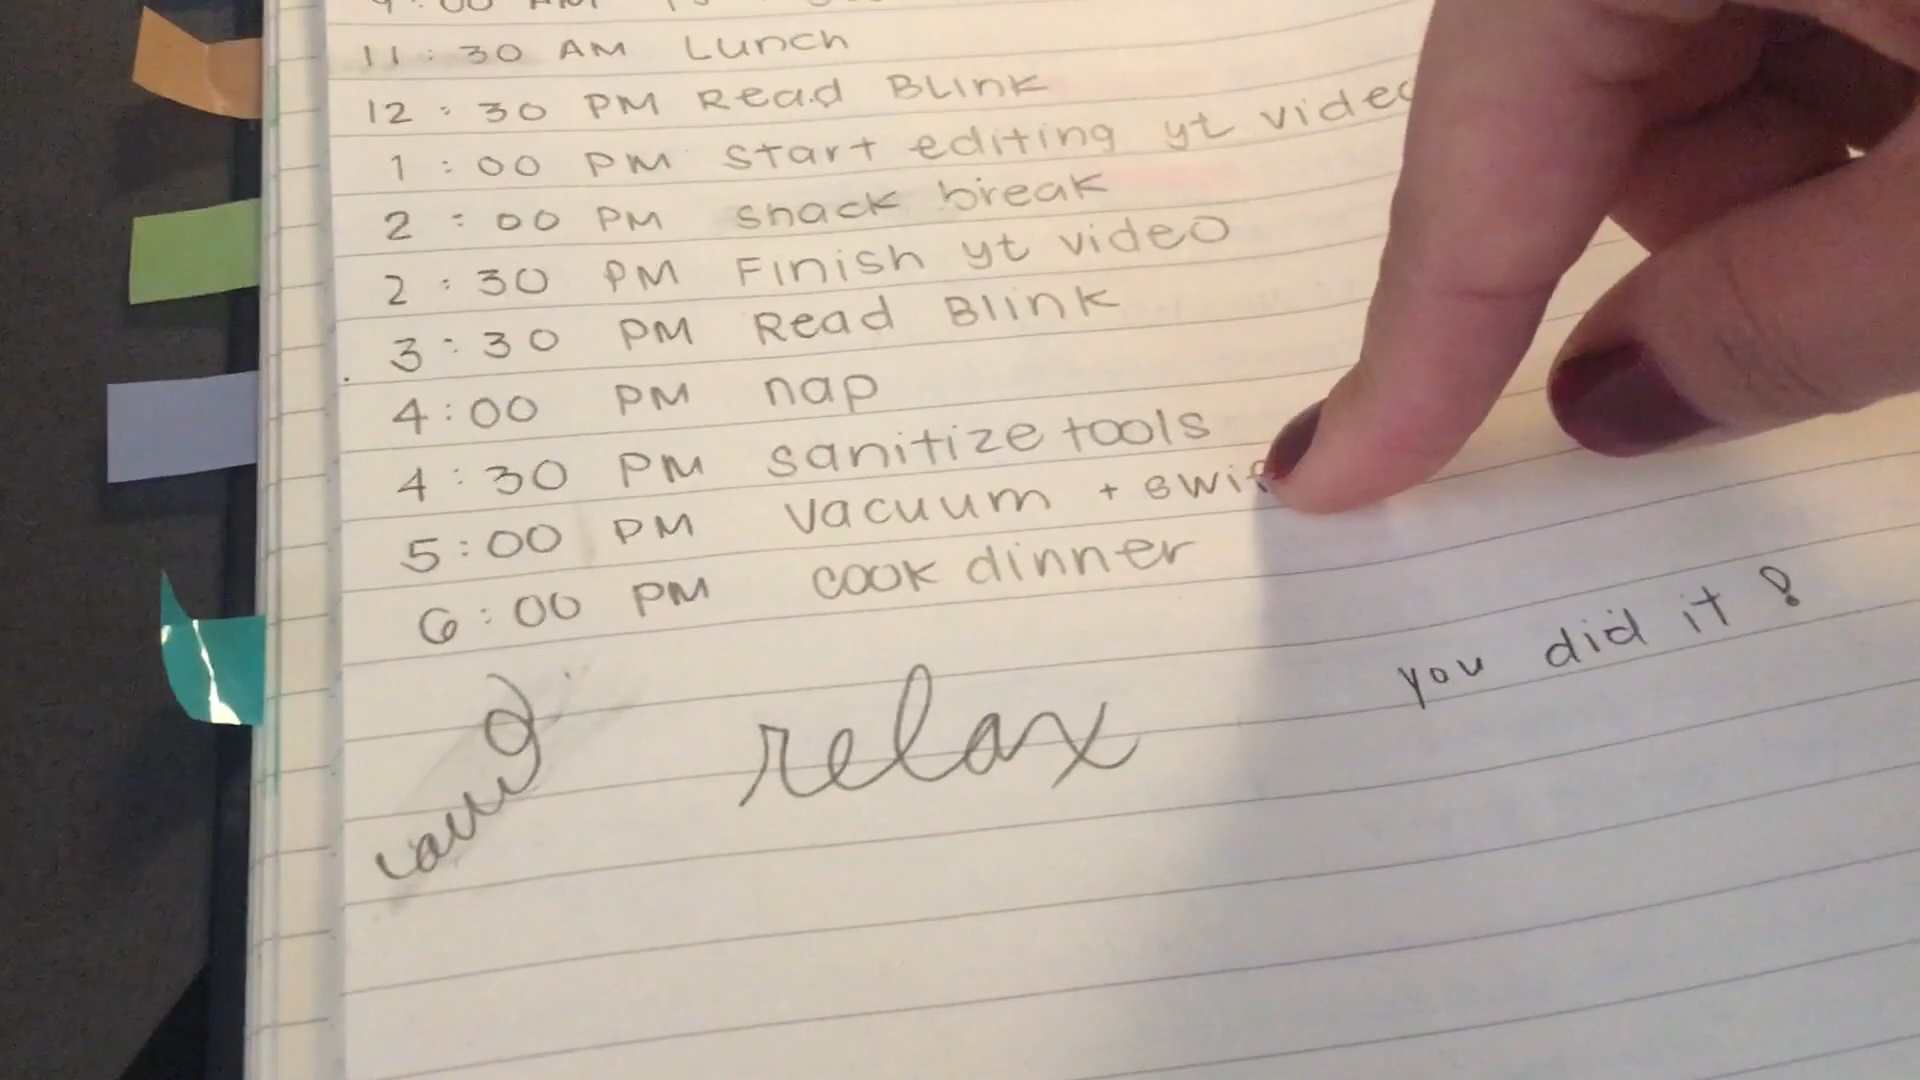 11:30 AM Lunch
12:30 PM Read Blink
1:00 PM start editing yt video
2:00 PM snack break
2:30 PM Finish yt video
3:30 PM Read Blink
4:00 PM nap
4:30 PM sanitize tools
5:00 PM vacuum +
6:00 PM cook dinner
you did it!
relax